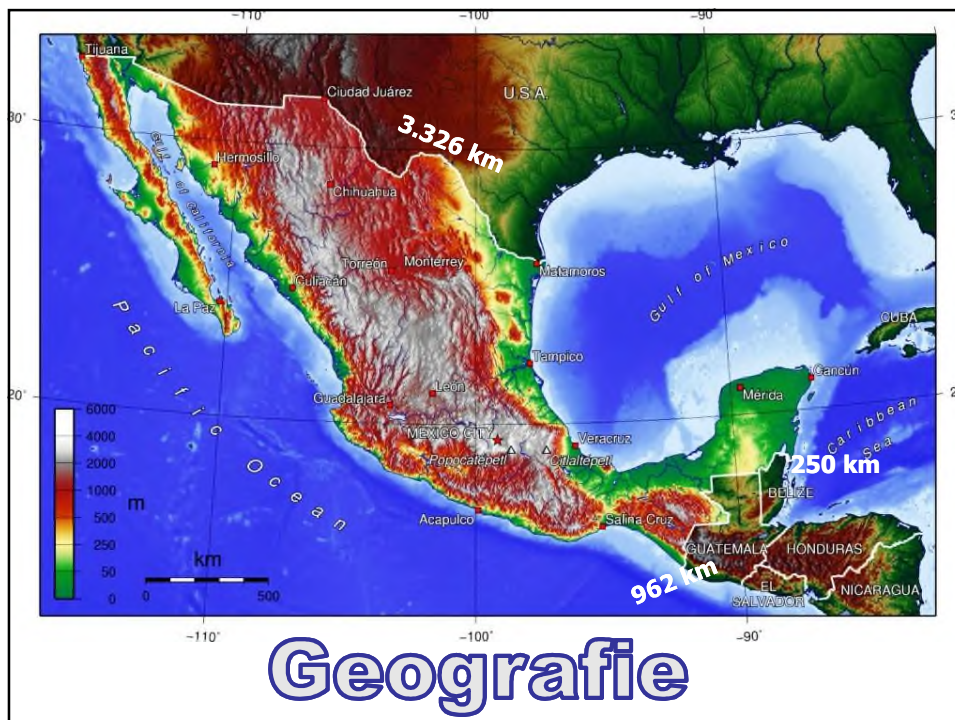 -110°
-100°
-90°
Tijuana
Ciudad Juárez
U.S.A.
30°
3
3.326 km
Hermosillo
Gulf of California
Chihuahua
Torreón
Monterrey
Culiacán
Matamoros
Gulf of Mexico
La Paz
CUBA
Pacific Ocean
Tampico
Cancún
León
Mérida
20°
2
Guadalajara
MEXICO CITY
Veracruz
Caribbean Sea
Popocatepetl
Citlaltépetl
250 km
BELIZE
6000
4000
2000
1000
500
250
50
0
m
Acapulco
Salina Cruz
GUATEMALA
HONDURAS
km
0
500
962 km
EL
SALVADOR
NICARAGUA
-110°
-100°
-90°
Geografie